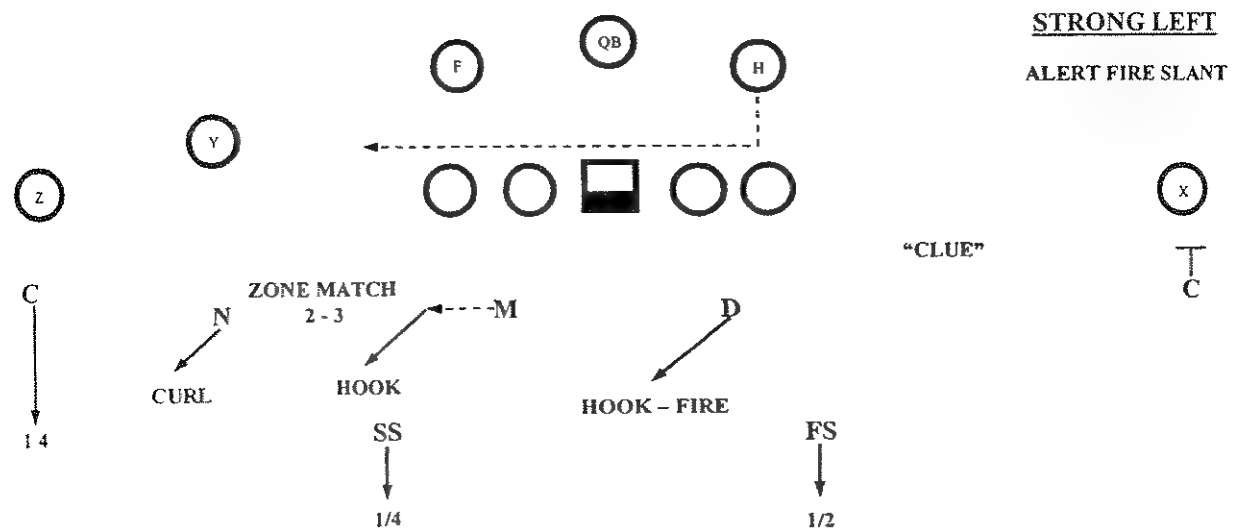 STRONG LEFT
ALERT FIRE SLANT
QB
F
H
Y
Z
X
"CLUE"
C
ZONE MATCH
2 - 3
N
M
D
C
CURL
HOOK
HOOK – FIRE
1 4
SS
FS
1/4
1/2